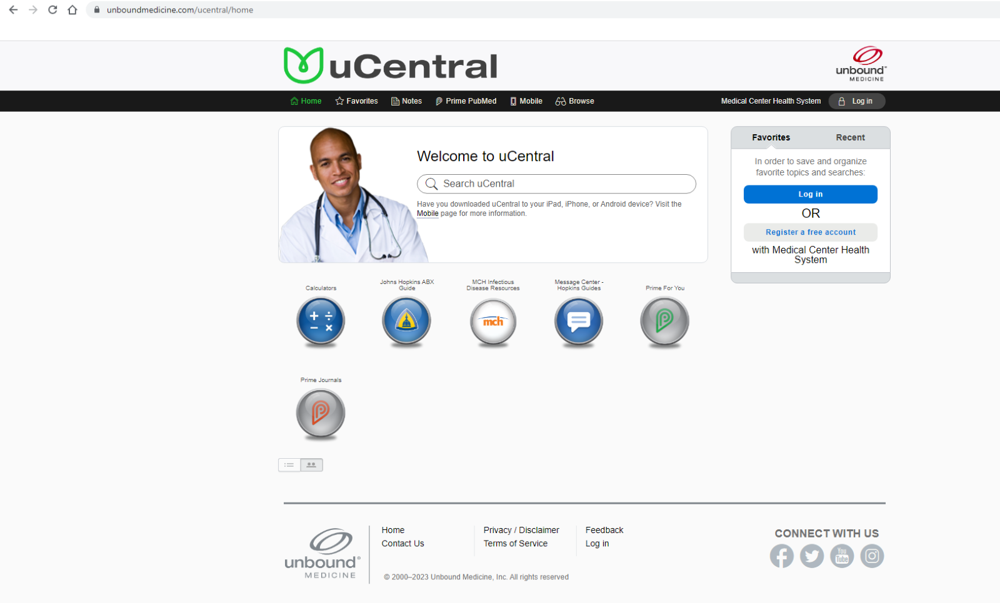 unboundmedicine.com/ucentral/home
uCentral
unbound®
MEDICINE
Home Favorites Notes Prime PubMed Mobile Browse Medical Center Health System Log in
Welcome to uCentral
Search uCentral
Have you downloaded uCentral to your iPad, iPhone, or Android device? Visit the
Mobile page for more information.
Favorites Recent
In order to save and organize
favorite topics and searches:
Log in
OR
Register a free account
with Medical Center Health
System
Calculators
Johns Hopkins ABX
Guide
MCH Infectious
Disease Resources
mch
Message Center -
Hopkins Guides
Prime For You
Prime Journals
unbound®
MEDICINE
Home
Contact Us
Privacy / Disclaimer
Terms of Service
Feedback
Log in
© 2000–2023 Unbound Medicine, Inc. All rights reserved
CONNECT WITH US
You
Tube